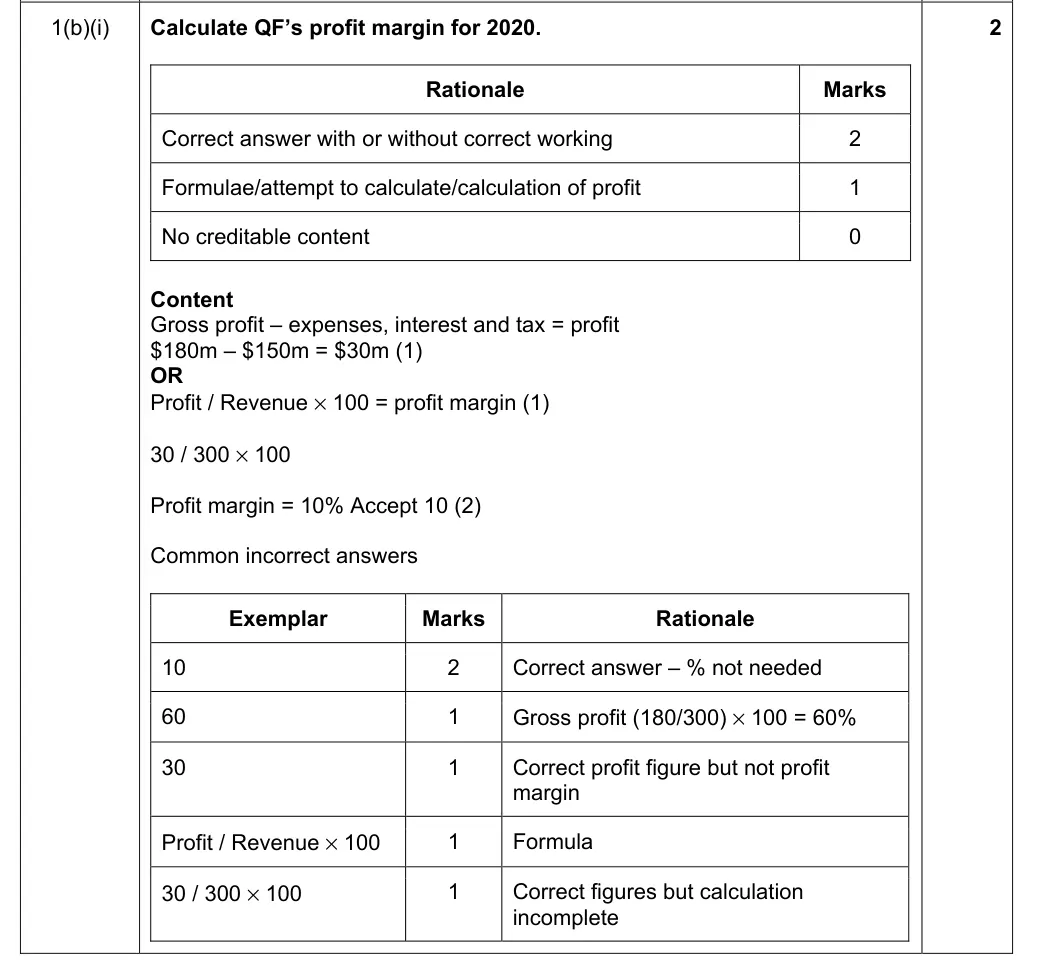 1(b)(i) Calculate QF’s profit margin for 2020. 2
Rationale Marks
Correct answer with or without correct working 2
Formulae/attempt to calculate/calculation of profit 1
No creditable content 0
Content
Gross profit – expenses, interest and tax = profit
$180m – $150m = $30m (1)
OR
Profit / Revenue × 100 = profit margin (1)
30 / 300 × 100
Profit margin = 10% Accept 10 (2)
Common incorrect answers
Exemplar Marks Rationale
10 2 Correct answer – % not needed
60 1 Gross profit (180/300) × 100 = 60%
30 1 Correct profit figure but not profit
margin
Profit / Revenue × 100 1 Formula
30 / 300 × 100 1 Correct figures but calculation
incomplete